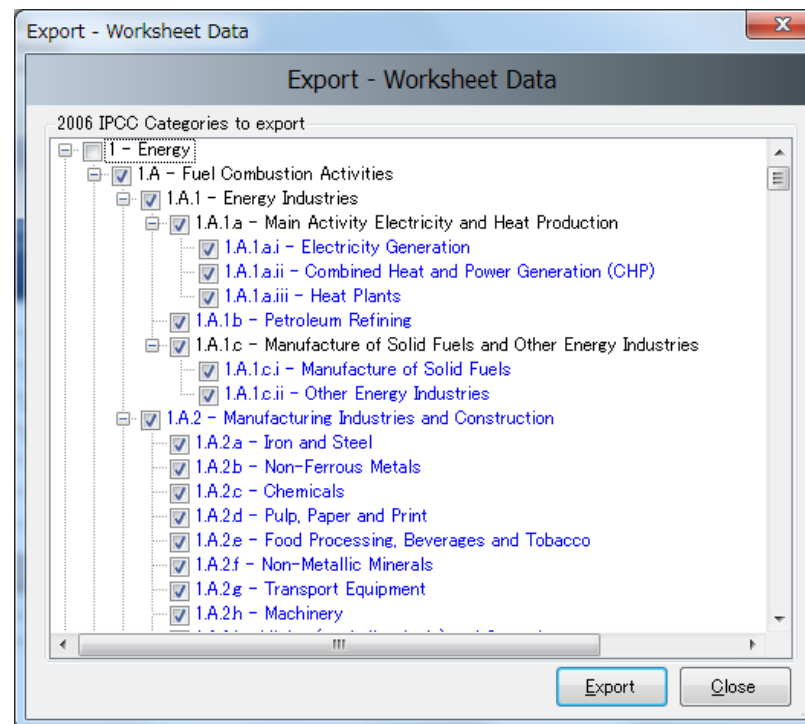 Export - Worksheet Data
Export - Worksheet Data
2006 IPCC Categories to export
1 - Energy
1.A - Fuel Combustion Activities
1.A.1 - Energy Industries
1.A.1.a - Main Activity Electricity and Heat Production
1.A.1.a.i - Electricity Generation
1.A.1.a.ii - Combined Heat and Power Generation (CHP)
1.A.1.a.iii - Heat Plants
1.A.1.b - Petroleum Refining
1.A.1.c - Manufacture of Solid Fuels and Other Energy Industries
1.A.1.c.i - Manufacture of Solid Fuels
1.A.1.c.ii - Other Energy Industries
1.A.2 - Manufacturing Industries and Construction
1.A.2.a - Iron and Steel
1.A.2.b - Non-Ferrous Metals
1.A.2.c - Chemicals
1.A.2.d - Pulp, Paper and Print
1.A.2.e - Food Processing, Beverages and Tobacco
1.A.2.f - Non-Metallic Minerals
1.A.2.g - Transport Equipment
1.A.2.h - Machinery
Export
Close